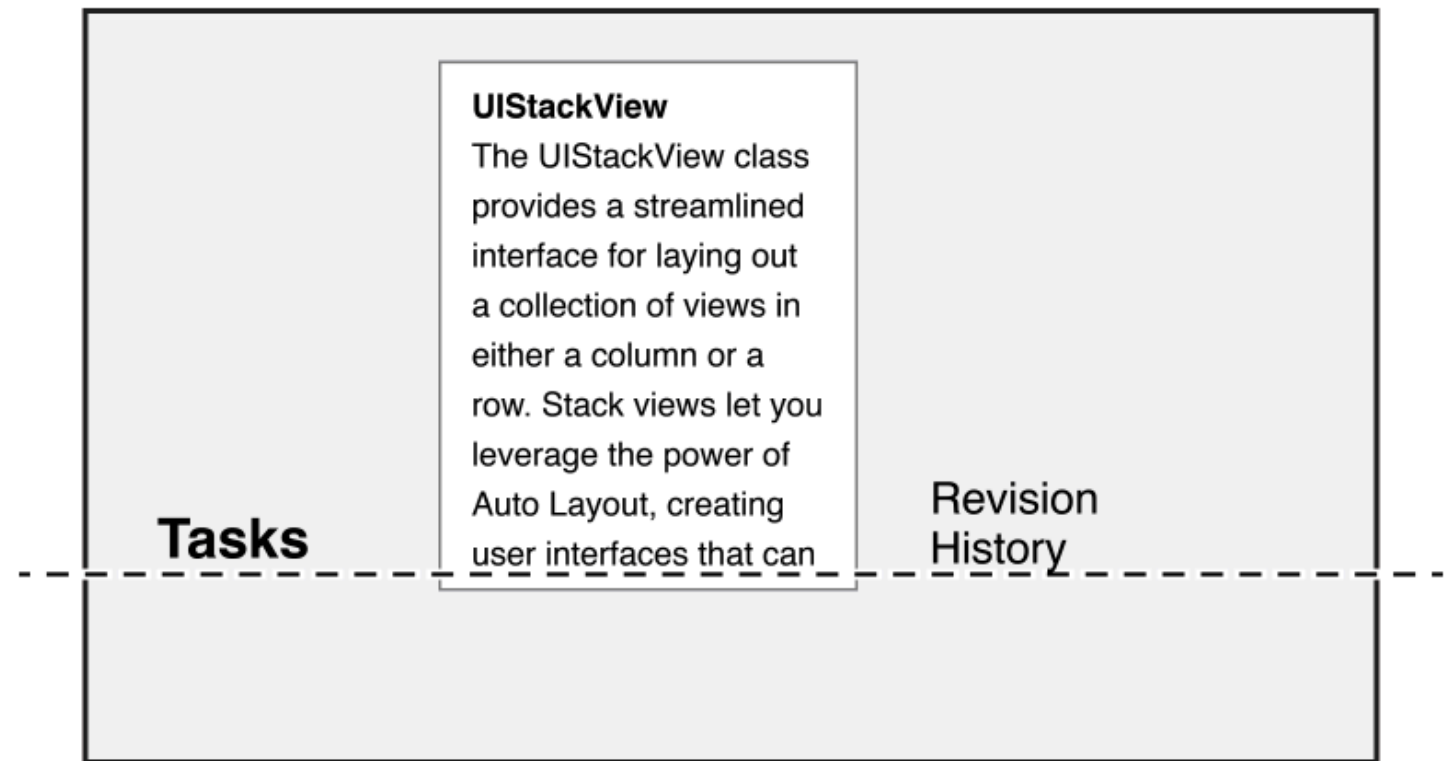 UIStackView
The UIStackView class
provides a streamlined
interface for laying out
a collection of views in
either a column or a
row. Stack views let you
leverage the power of
Auto Layout, creating
user interfaces that can
Tasks
Revision
History